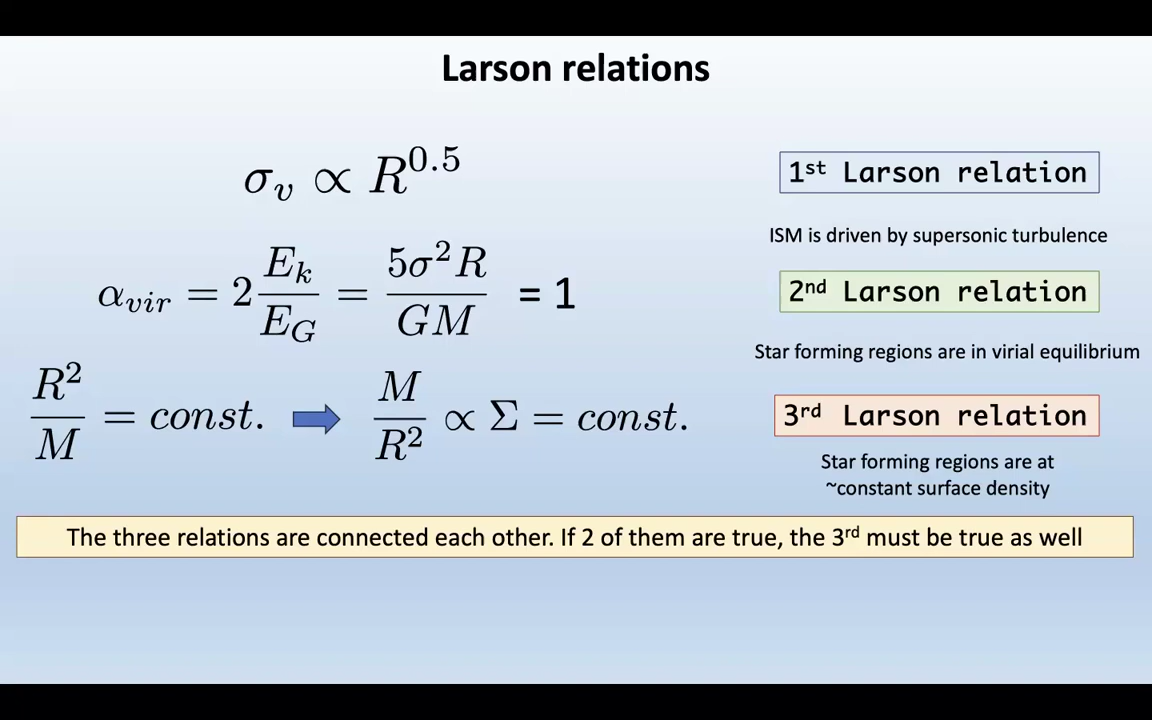 Larson relations
σ_v ∝ R^0.5
1st Larson relation
ISM is driven by supersonic turbulence
α_vir = 2 E_k/E_G = 5σ²R/GM = 1
2nd Larson relation
Star forming regions are in virial equilibrium
R²/M = const. M/R² ∝ Σ = const.
3rd Larson relation
Star forming regions are at
~constant surface density
The three relations are connected each other. If 2 of them are true, the 3rd must be true as well